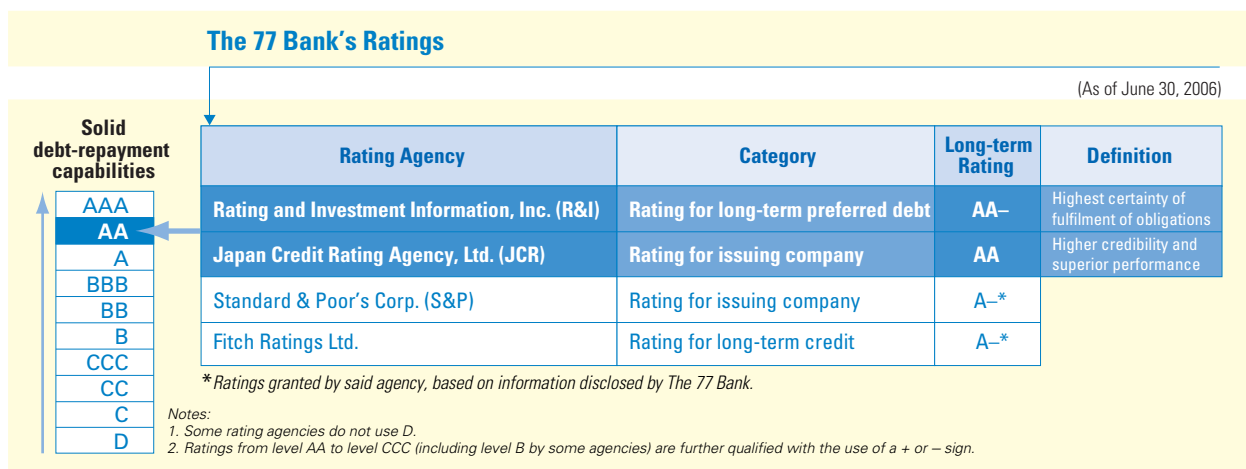 The 77 Bank's Ratings
(As of June 30, 2006)
Solid
debt-repayment
capabilities
AAA
AA
A
BBB
BB
B
CCC
CC
C
D
Rating Agency Category Long-term Rating Definition
Rating and Investment Information, Inc. (R&I) Rating for long-term preferred debt AA– Highest certainty of fulfilment of obligations
Japan Credit Rating Agency, Ltd. (JCR) Rating for issuing company AA Higher credibility and superior performance
Standard & Poor's Corp. (S&P) Rating for issuing company A–*
Fitch Ratings Ltd. Rating for long-term credit A–*
*Ratings granted by said agency, based on information disclosed by The 77 Bank.
Notes:
1. Some rating agencies do not use D.
2. Ratings from level AA to level CCC (including level B by some agencies) are further qualified with the use of a + or – sign.